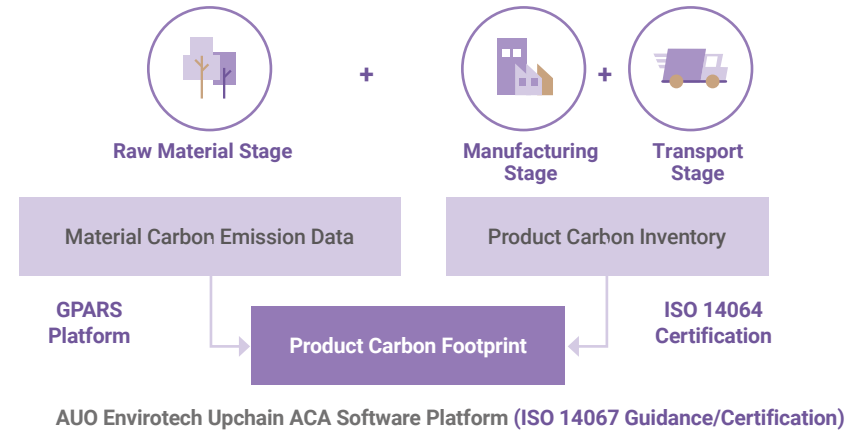 +
+
Raw Material Stage
Manufacturing
Stage
Transport
Stage
Material Carbon Emission Data
Product Carbon Inventory
GPARS
Platform
ISO 14064
Certification
Product Carbon Footprint
AUO Envirotech Upchain ACA Software Platform (ISO 14067 Guidance/Certification)